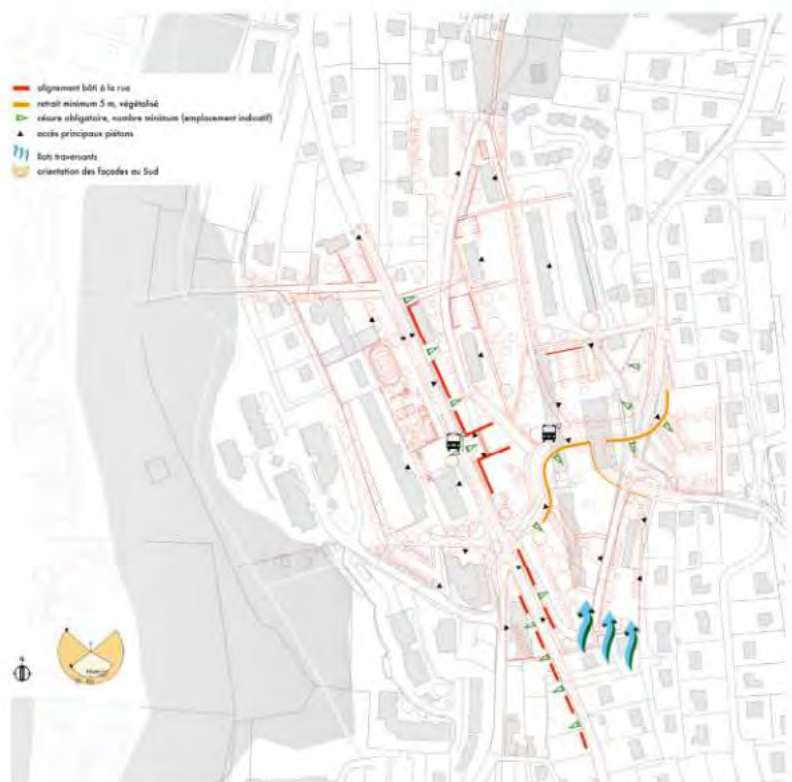 alignement bâti à la rue
retrait minimum 5 m, végétalisé
césure obligatoire, nombre minimum (emplacement indicatif)
accès principaux piétons
îlots traversants
orientation des façades au Sud
N